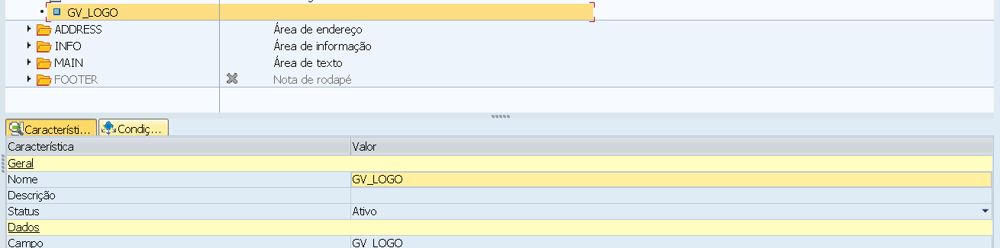 GV_LOGO
ADDRESS Área de endereço
INFO Área de informação
MAIN Área de texto
FOOTER Nota de rodapé
Característi... Condiç...
Característica Valor
Geral
Nome GV_LOGO
Descrição
Status Ativo
Dados
Campo GV_LOGO